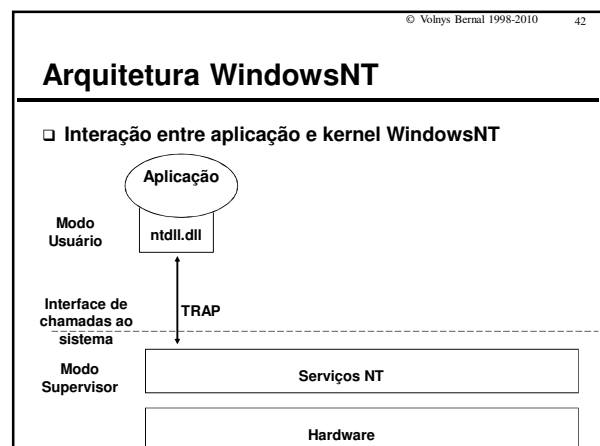 © Volnys Bernal 1998-2010 42
Arquitetura WindowsNT
❑ Interação entre aplicação e kernel WindowsNT
Aplicação
Modo
Usuário
ntdll.dll
Interface de
chamadas ao
sistema
TRAP
Modo
Supervisor
Serviços NT
Hardware